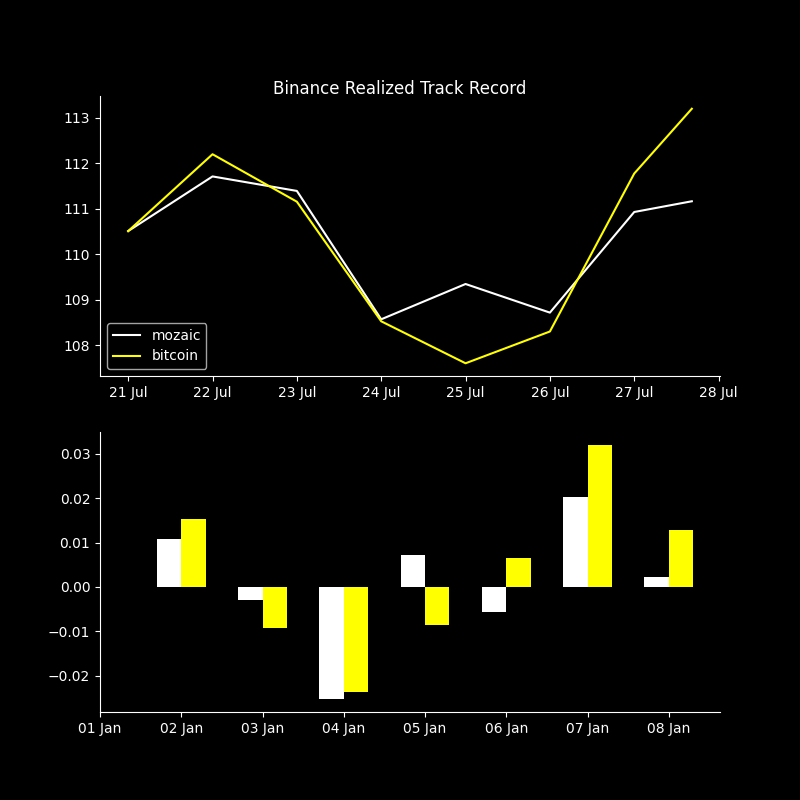 Binance Realized Track Record
113
112
111
110
109
108
mozaic
bitcoin
21 Jul 22 Jul 23 Jul 24 Jul 25 Jul 26 Jul 27 Jul 28 Jul
0.03
0.02
0.01
0.00
−0.01
−0.02
01 Jan 02 Jan 03 Jan 04 Jan 05 Jan 06 Jan 07 Jan 08 Jan